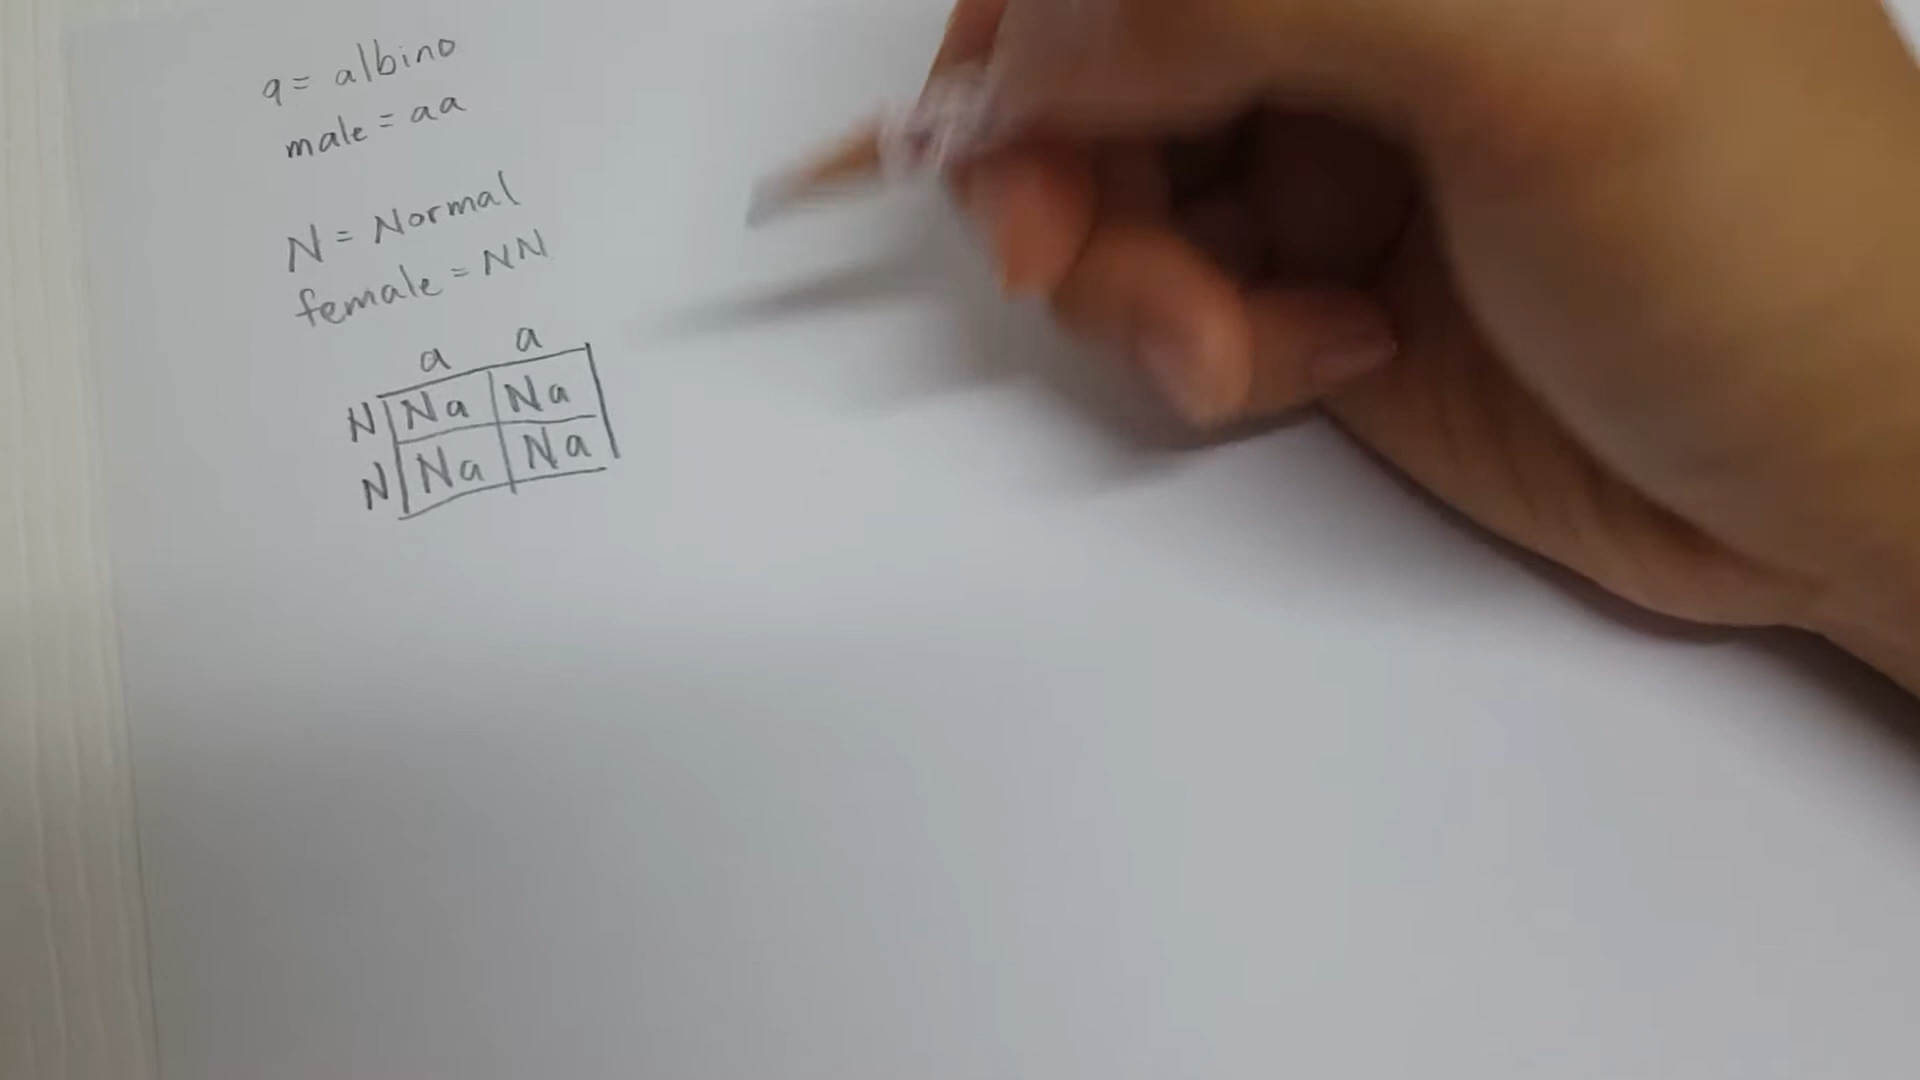 a = albino
male = aa
N = Normal
female = NN
a a
N Na Na
N Na Na